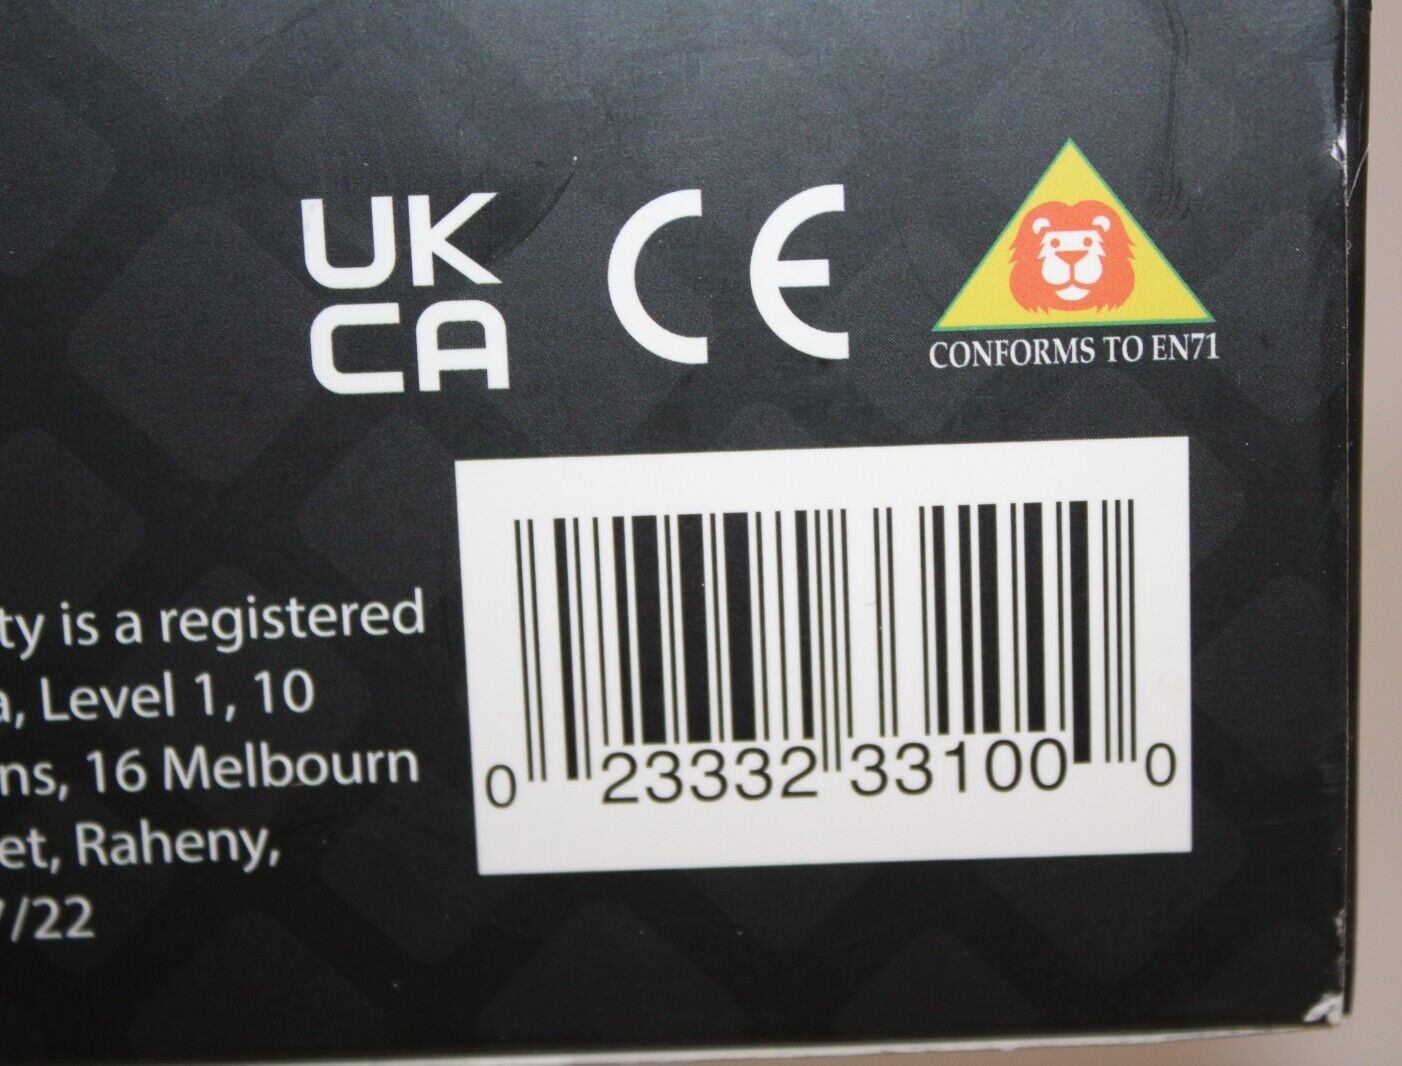 UK
CA
CE
CONFORMS TO EN71
ty is a registered
a, Level 1, 10
ns, 16 Melbourn
et, Raheny,
7/22
0 23332 33100 0